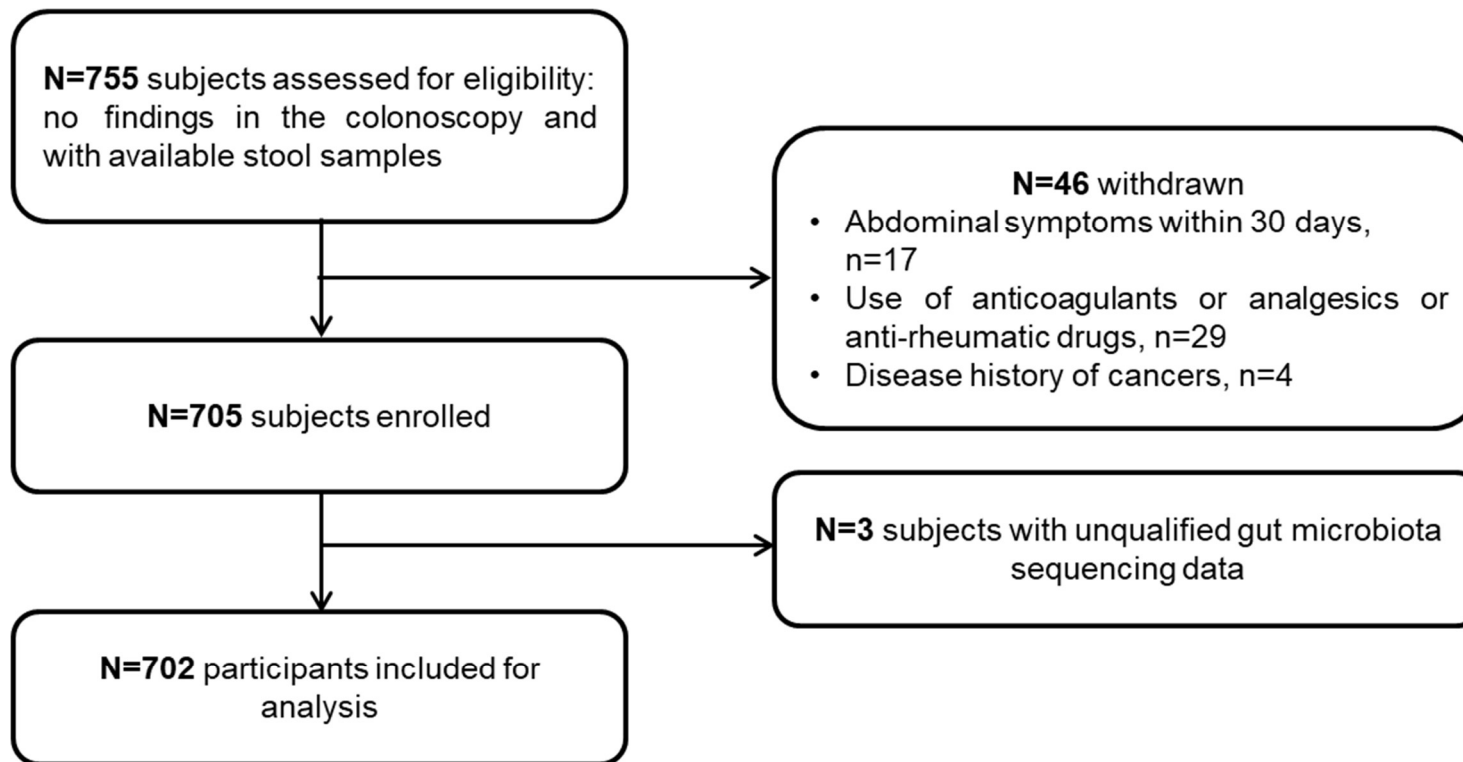 N=755 subjects assessed for eligibility:
no findings in the colonoscopy and
with available stool samples
N=46 withdrawn
• Abdominal symptoms within 30 days,
n=17
• Use of anticoagulants or analgesics or
anti-rheumatic drugs, n=29
• Disease history of cancers, n=4
N=705 subjects enrolled
N=3 subjects with unqualified gut microbiota
sequencing data
N=702 participants included for
analysis